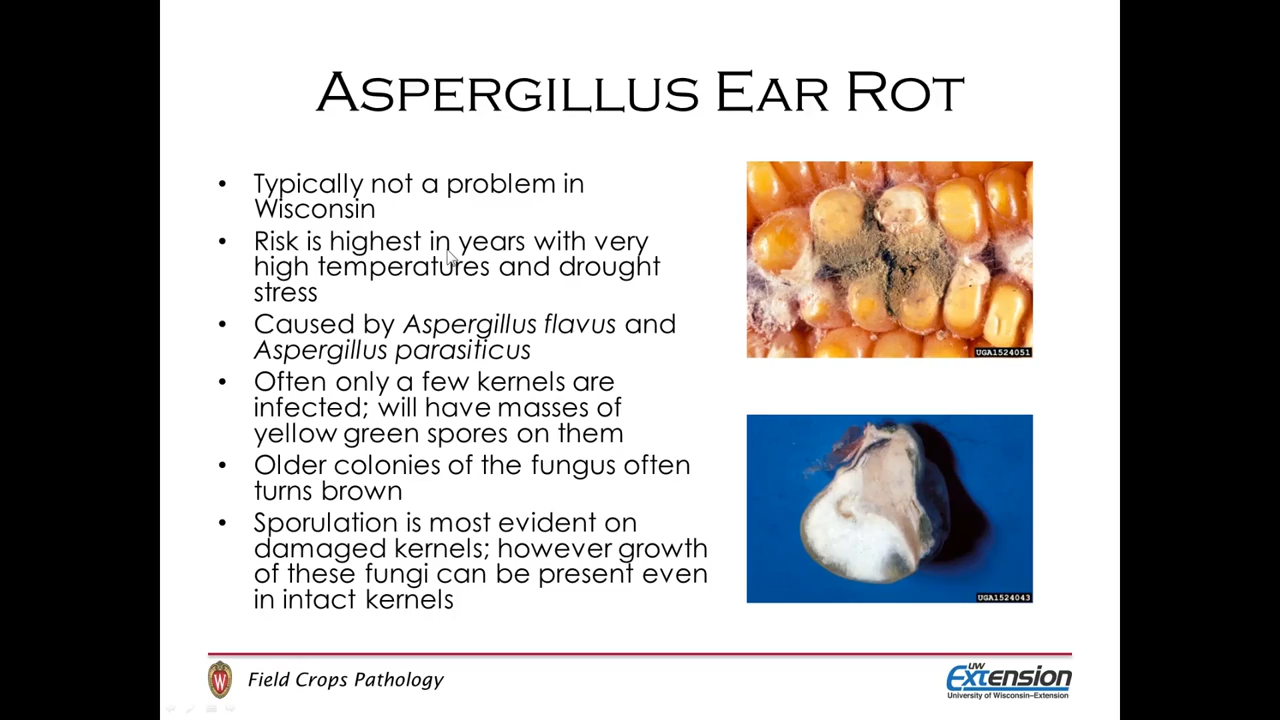 ASPERGILLUS EAR ROT
• Typically not a problem in
Wisconsin
• Risk is highest in years with very
high temperatures and drought
stress
• Caused by Aspergillus flavus and
Aspergillus parasiticus
• Often only a few kernels are
infected; will have masses of
yellow green spores on them
• Older colonies of the fungus often
turns brown
• Sporulation is most evident on
damaged kernels; however growth
of these fungi can be present even
in intact kernels
UGA1524051
UGA1524043
W
Field Crops Pathology
UW
Extension
University of Wisconsin–Extension